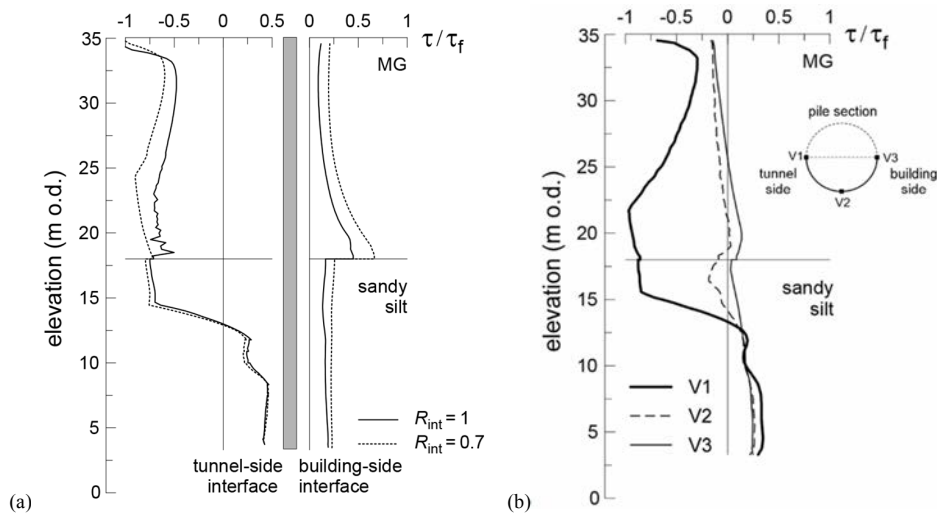 -1 -0.5 0 0.5 0 0.5 1
τ/τf
35
MG
30
25
20
15
10
5
0
elevation (m o.d.)
sandy
silt
Rint = 1
Rint = 0.7
tunnel-side
interface
building-side
interface
(a)
-1 -0.5 0 0.5 1
τ/τf
35
MG
30
25
20
15
10
5
0
elevation (m o.d.)
pile section
V1
V3
tunnel
side
building
side
V2
sandy
silt
V1
V2
V3
(b)